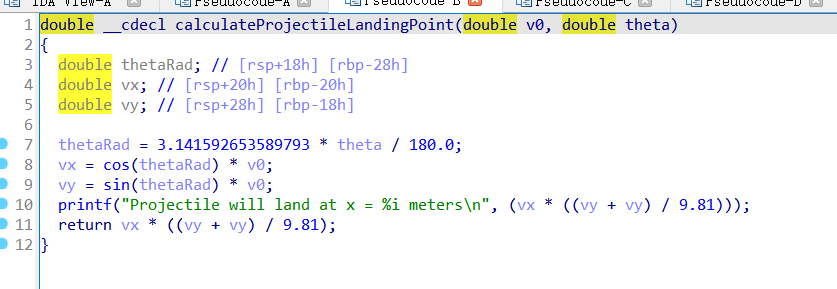 IDA View-A Pseudocode-A Pseudocode-B Pseudocode-C Pseudocode-D
1 double __cdecl calculateProjectileLandingPoint(double v0, double theta)
2 {
3 double thetaRad; // [rsp+18h] [rbp-28h]
4 double vx; // [rsp+20h] [rbp-20h]
5 double vy; // [rsp+28h] [rbp-18h]
6
7 thetaRad = 3.141592653589793 * theta / 180.0;
8 vx = cos(thetaRad) * v0;
9 vy = sin(thetaRad) * v0;
10 printf("Projectile will land at x = %i meters\n", (vx * ((vy + vy) / 9.81)));
11 return vx * ((vy + vy) / 9.81);
12 }